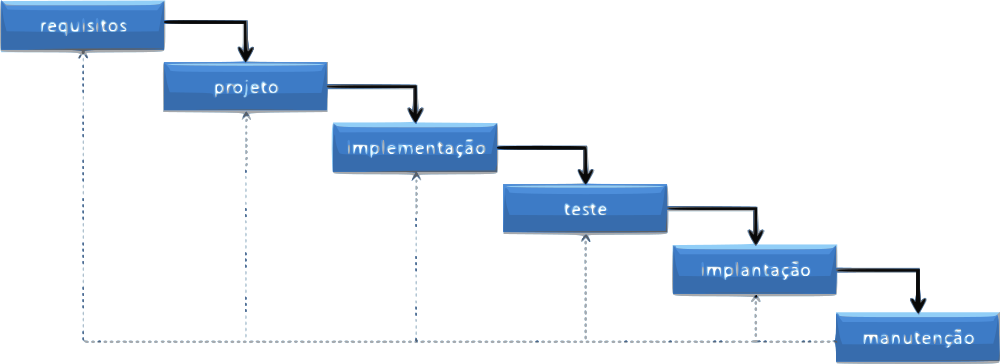 requisitos
projeto
implementação
teste
implantação
manutenção